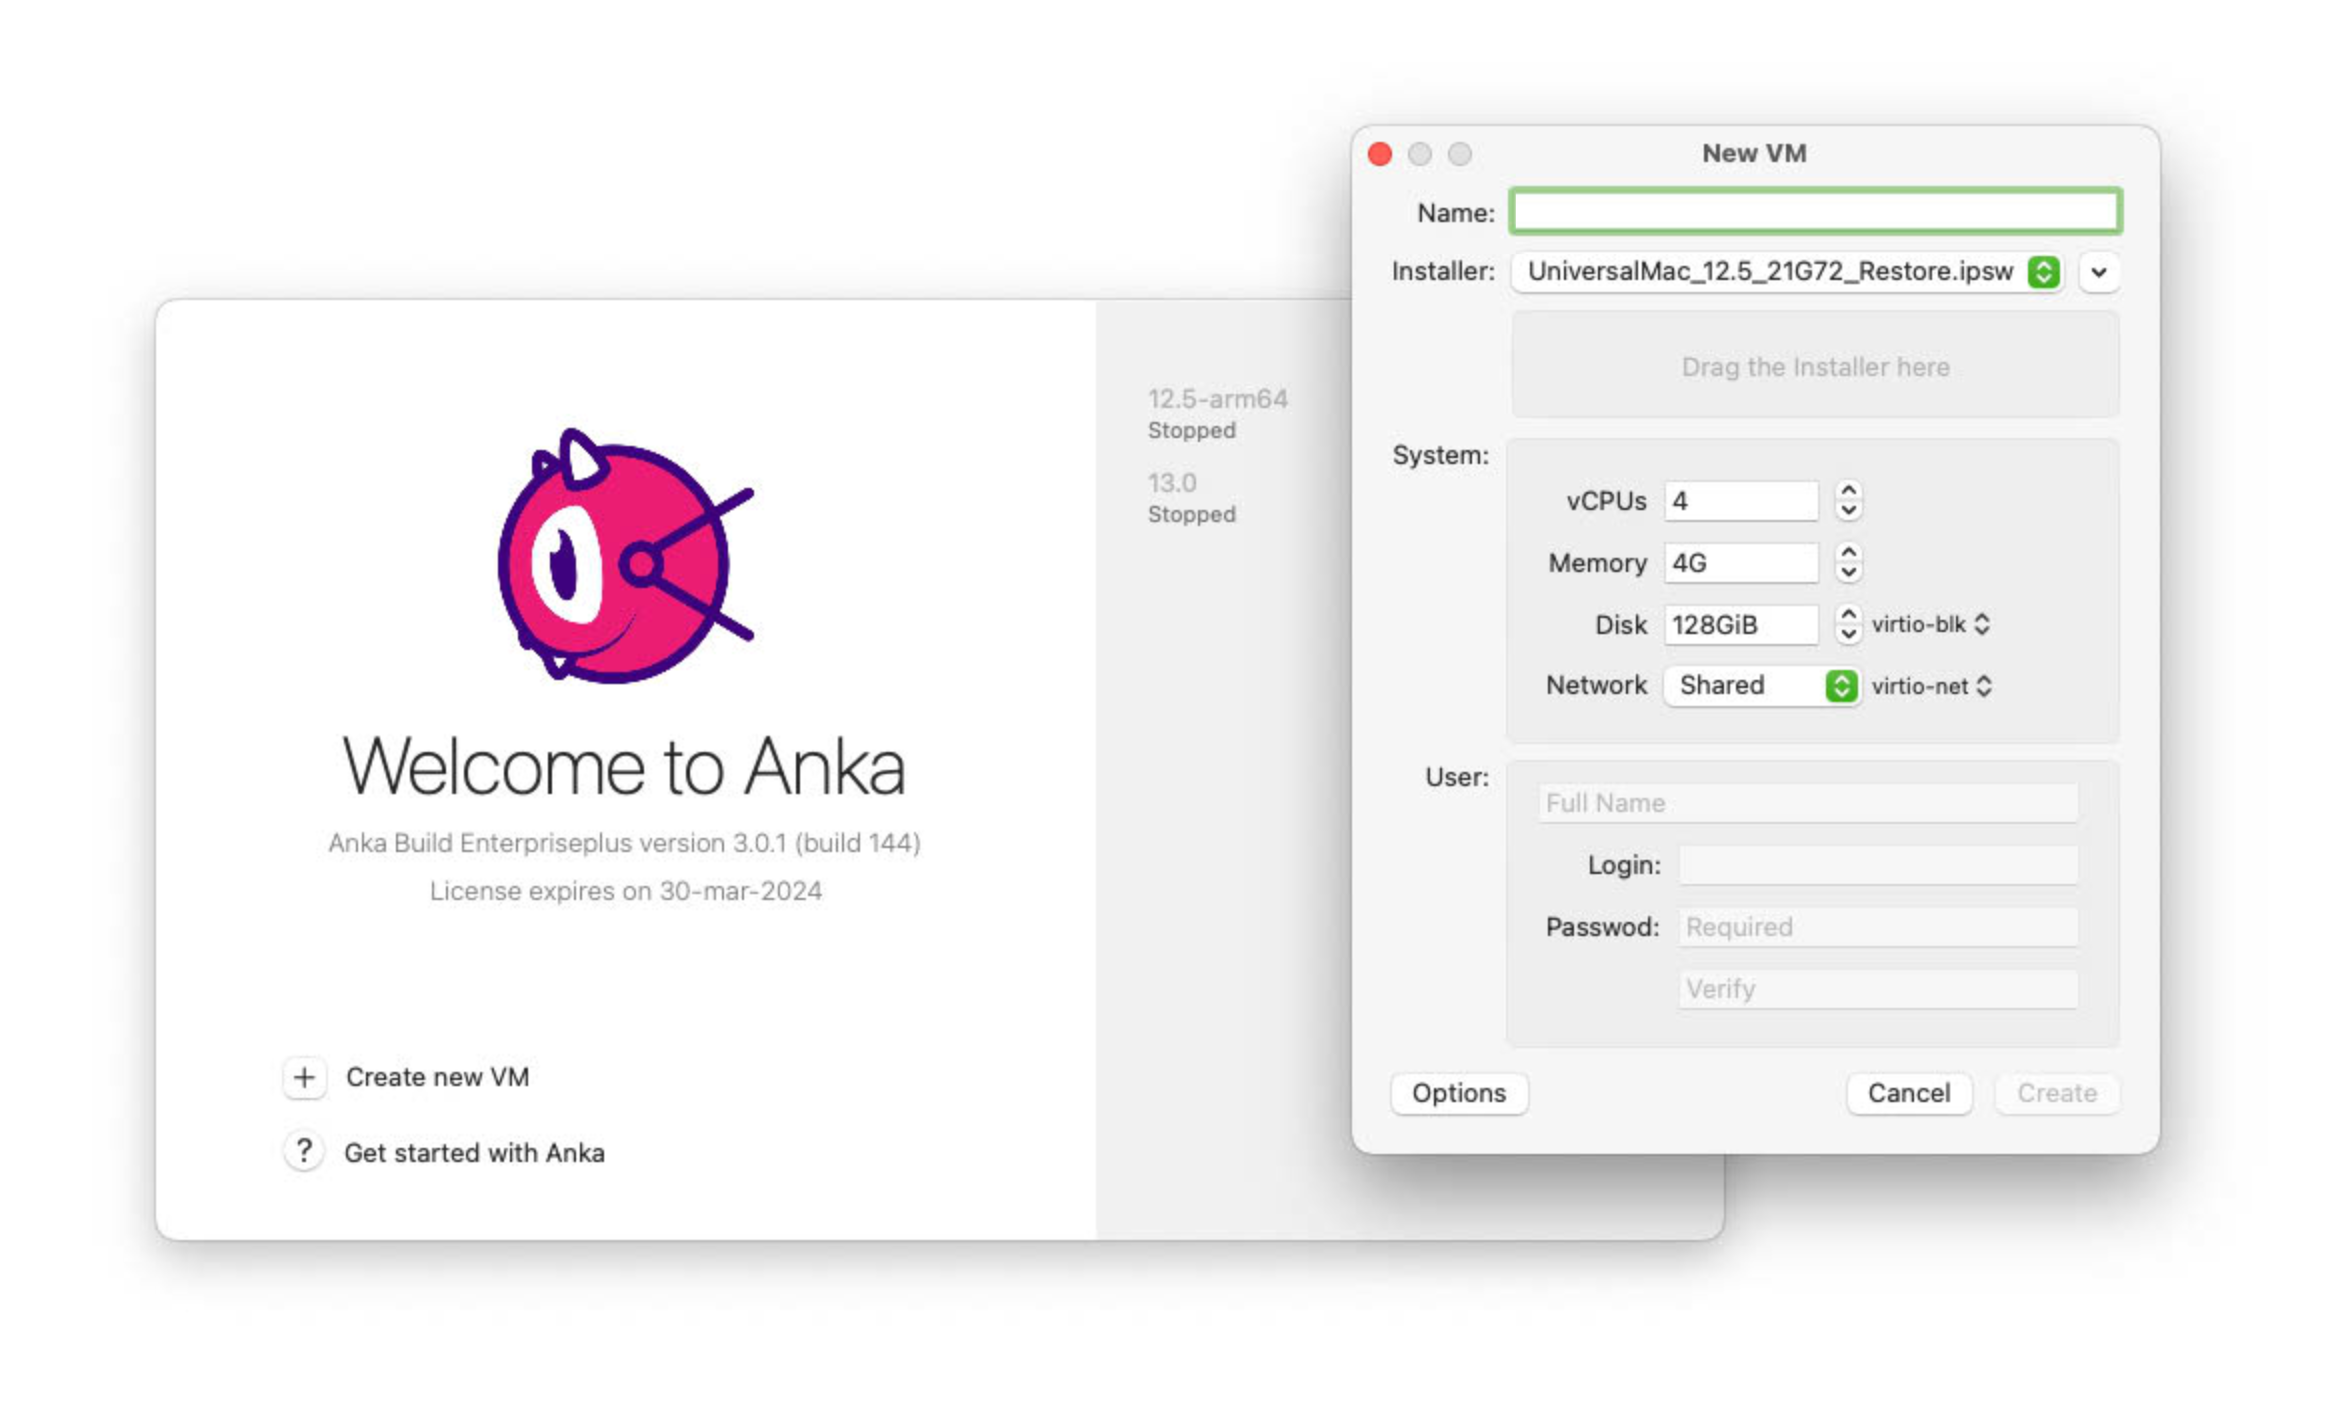 Welcome to Anka
Anka Build Enterpriseplus version 3.0.1 (build 144)
License expires on 30-mar-2024
+ Create new VM
? Get started with Anka
12.5-arm64
Stopped
13.0
Stopped
New VM
Name:
Installer: UniversalMac_12.5_21G72_Restore.ipsw
Drag the Installer here
System:
vCPUs 4
Memory 4G
Disk 128GiB virtio-blk
Network Shared virtio-net
User:
Full Name
Login:
Passwod: Required
Verify
Options Cancel Create